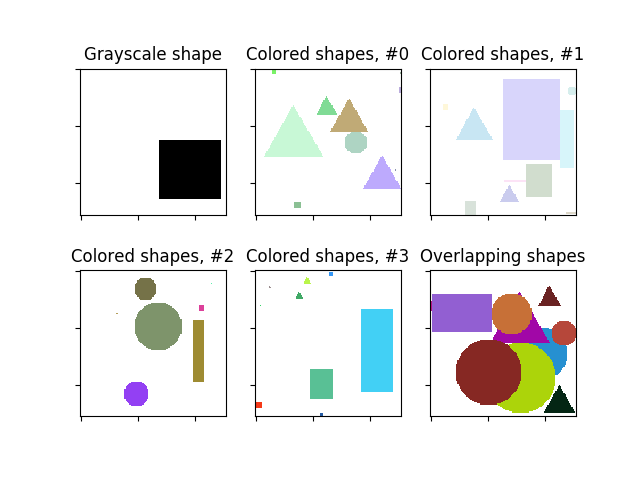 Grayscale shape
Colored shapes, #0
Colored shapes, #1
Colored shapes, #2
Colored shapes, #3
Overlapping shapes